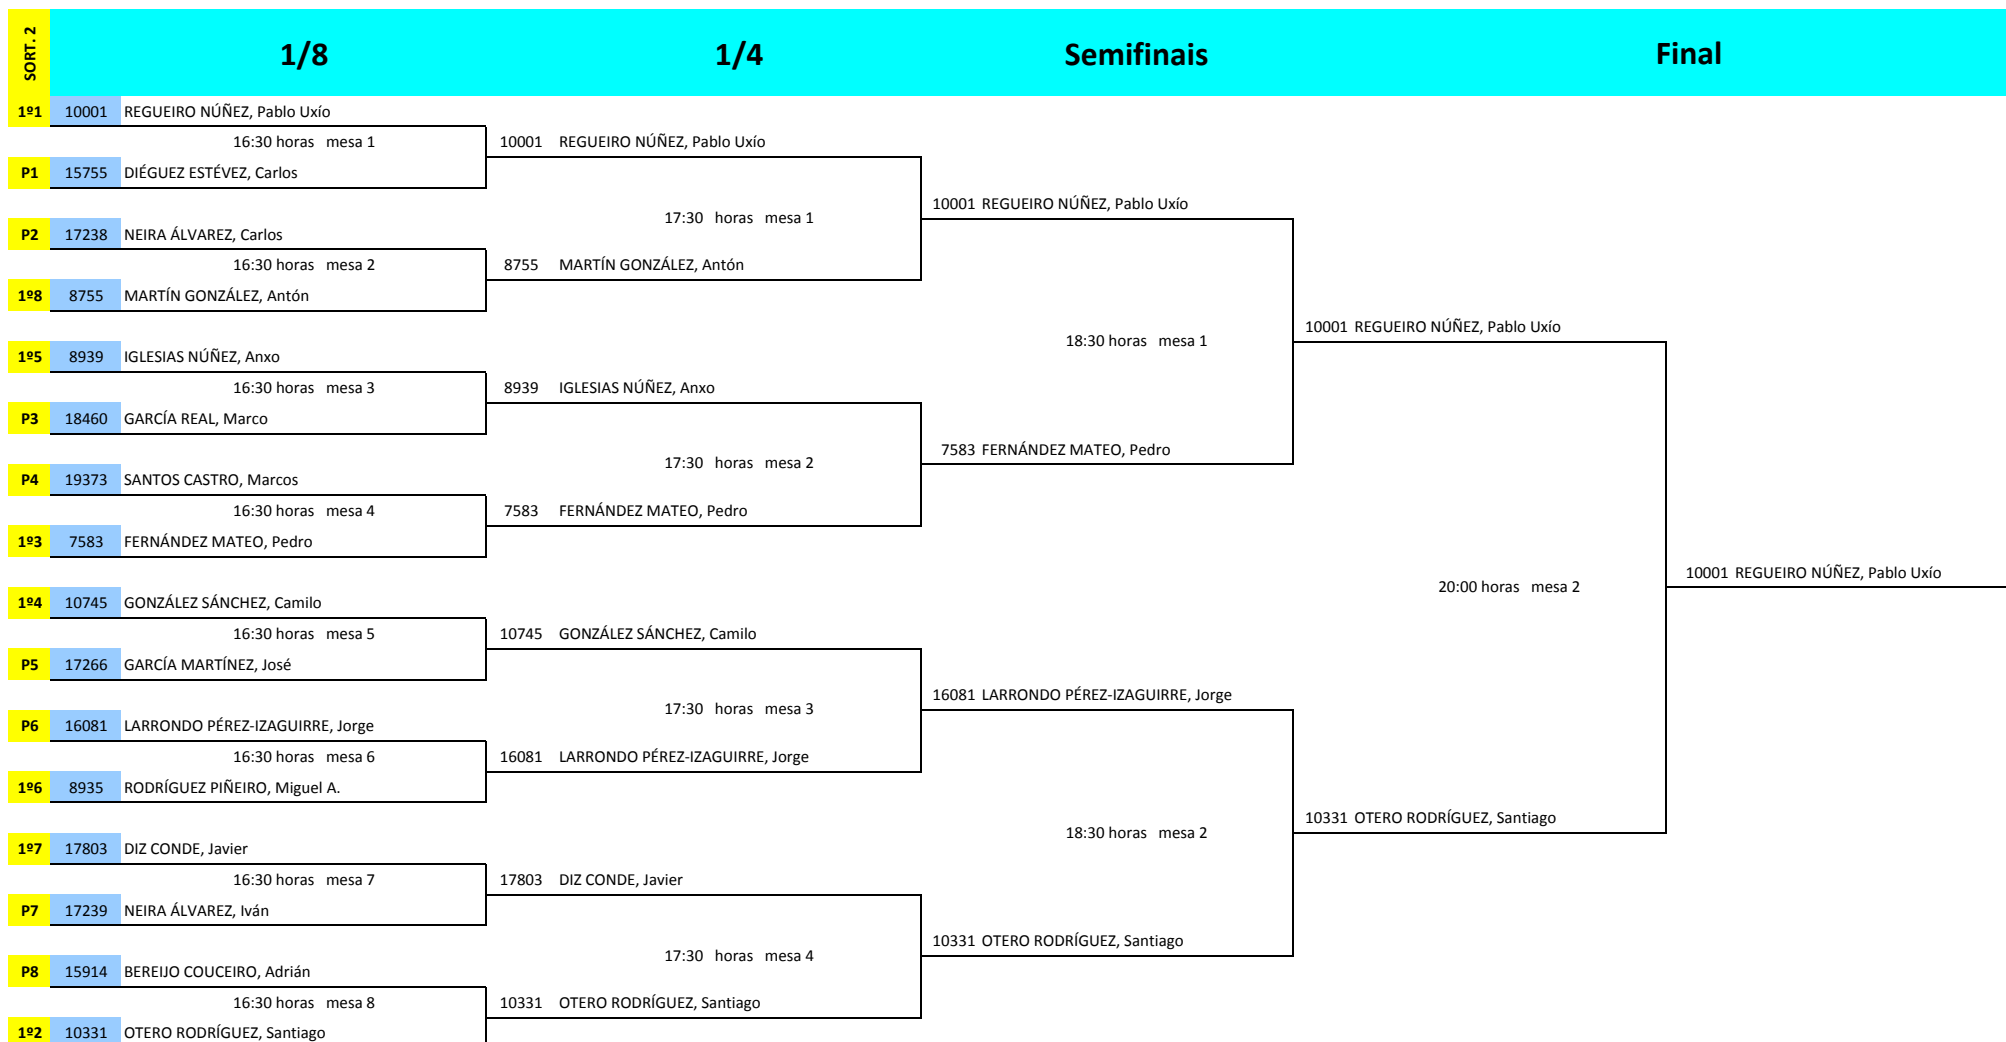 SORT. 2
1/8 1/4 Semifinais Final
1º1 10001 REGUEIRO NÚÑEZ, Pablo Uxío
16:30 horas mesa 1 10001 REGUEIRO NÚÑEZ, Pablo Uxío
P1 15755 DIÉGUEZ ESTÉVEZ, Carlos
10001 REGUEIRO NÚÑEZ, Pablo Uxío
17:30 horas mesa 1
P2 17238 NEIRA ÁLVAREZ, Carlos
16:30 horas mesa 2 8755 MARTÍN GONZÁLEZ, Antón
1º8 8755 MARTÍN GONZÁLEZ, Antón
10001 REGUEIRO NÚÑEZ, Pablo Uxío
18:30 horas mesa 1
1º5 8939 IGLESIAS NÚÑEZ, Anxo
16:30 horas mesa 3 8939 IGLESIAS NÚÑEZ, Anxo
P3 18460 GARCÍA REAL, Marco
7583 FERNÁNDEZ MATEO, Pedro
17:30 horas mesa 2
P4 19373 SANTOS CASTRO, Marcos
16:30 horas mesa 4 7583 FERNÁNDEZ MATEO, Pedro
1º3 7583 FERNÁNDEZ MATEO, Pedro
10001 REGUEIRO NÚÑEZ, Pablo Uxío
20:00 horas mesa 2
1º4 10745 GONZÁLEZ SÁNCHEZ, Camilo
16:30 horas mesa 5 10745 GONZÁLEZ SÁNCHEZ, Camilo
P5 17266 GARCÍA MARTÍNEZ, José
16081 LARRONDO PÉREZ-IZAGUIRRE, Jorge
17:30 horas mesa 3
P6 16081 LARRONDO PÉREZ-IZAGUIRRE, Jorge
16:30 horas mesa 6 16081 LARRONDO PÉREZ-IZAGUIRRE, Jorge
1º6 8935 RODRÍGUEZ PIÑEIRO, Miguel A.
10331 OTERO RODRÍGUEZ, Santiago
18:30 horas mesa 2
1º7 17803 DIZ CONDE, Javier
16:30 horas mesa 7 17803 DIZ CONDE, Javier
P7 17239 NEIRA ÁLVAREZ, Iván
10331 OTERO RODRÍGUEZ, Santiago
17:30 horas mesa 4
P8 15914 BEREIJO COUCEIRO, Adrián
16:30 horas mesa 8 10331 OTERO RODRÍGUEZ, Santiago
1º2 10331 OTERO RODRÍGUEZ, Santiago